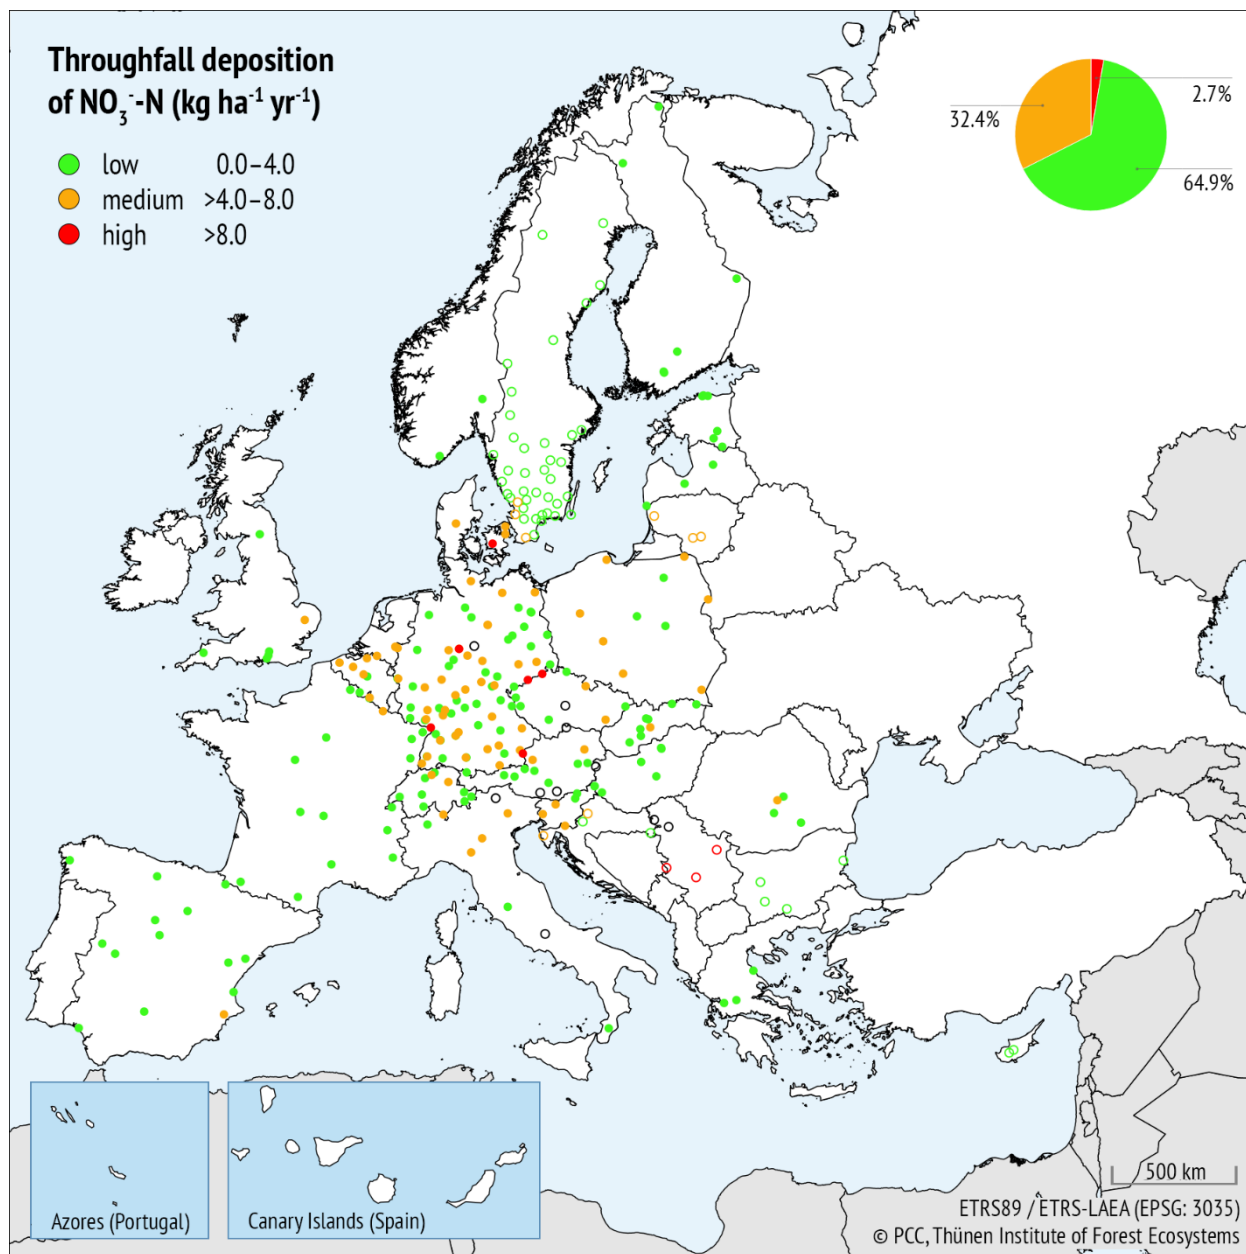 Throughfall deposition
of NO₃⁻-N (kg ha⁻¹ yr⁻¹)
low 0.0–4.0
medium >4.0–8.0
high >8.0
2.7%
32.4%
64.9%
Azores (Portugal)
Canary Islands (Spain)
500 km
ETRS89 / ETRS-LAEA (EPSG: 3035)
© PCC, Thünen Institute of Forest Ecosystems